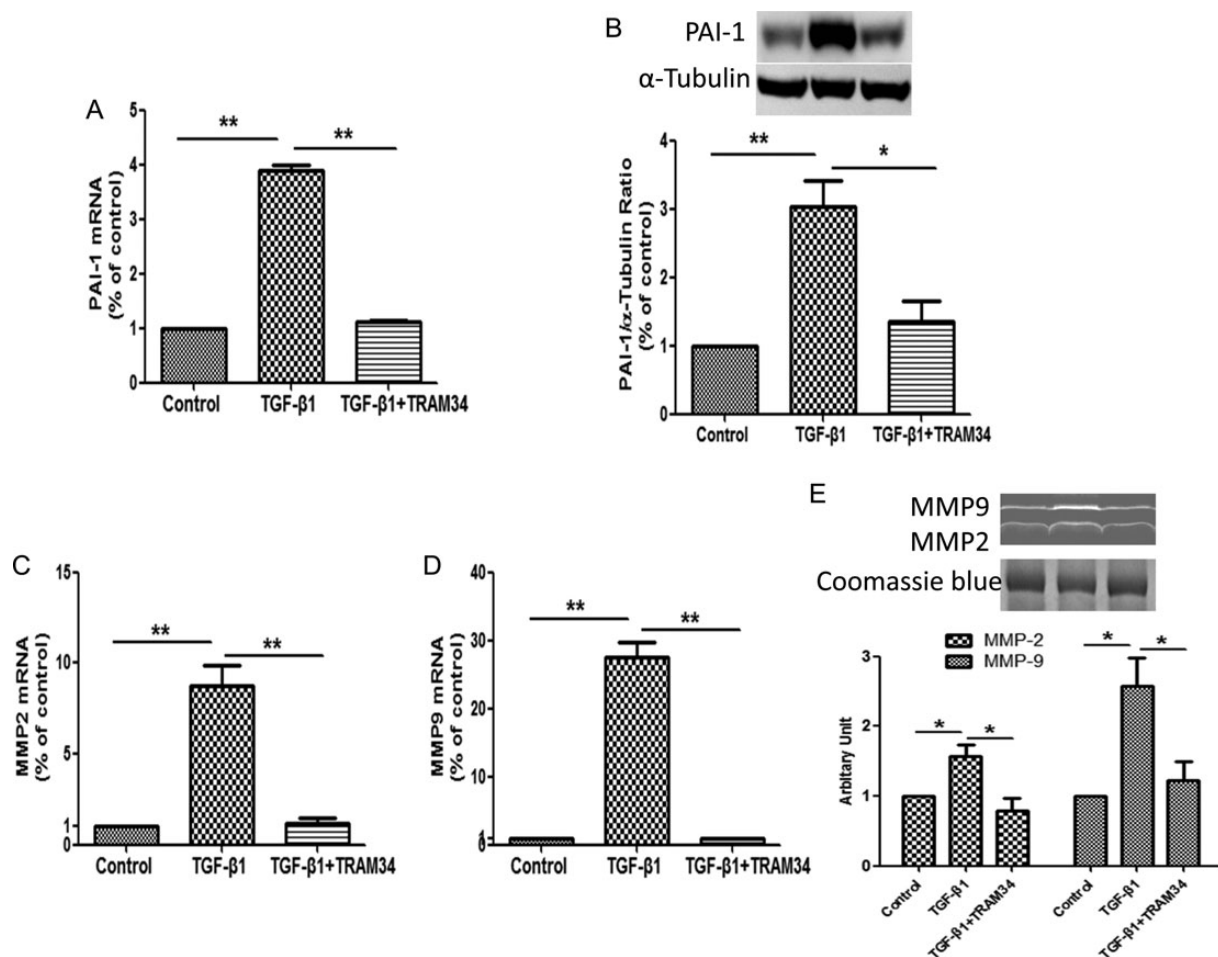 A
PAI-1 mRNA
(% of control)
5
4
3
2
1
0
**
**
Control
TGF-β1
TGF-β1+TRAM34
B
PAI-1
α-Tubulin
PAI-1/α-Tubulin Ratio
(% of control)
4
3
2
1
0
**
*
Control
TGF-β1
TGF-β1+TRAM34
C
MMP2 mRNA
(% of control)
15
10
5
1
0
**
**
Control
TGF-β1
TGF-β1+TRAM34
D
MMP9 mRNA
(% of control)
40
30
20
10
1
0
**
**
Control
TGF-β1
TGF-β1+TRAM34
E
MMP9
MMP2
Coomassie blue
MMP-2
MMP-9
Arbitary Unit
3
2
1
0
*
*
*
*
Control
TGF-β1
TGF-β1+TRAM34
Control
TGF-β1
TGF-β1+TRAM34